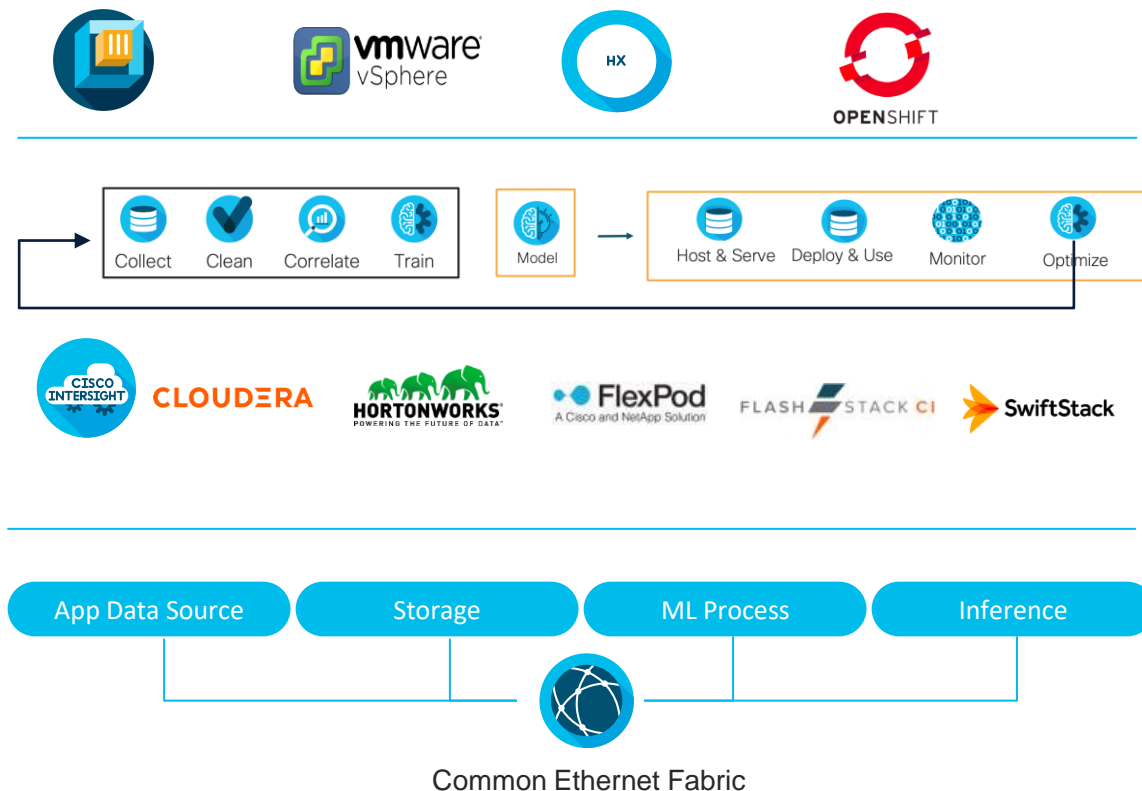 vmware
vSphere
HX
OPENSHIFT
Collect Clean Correlate Train Model Host & Serve Deploy & Use Monitor Optimize
CISCO
INTERSIGHT
CLOUDERA
HORTONWORKS
POWERING THE FUTURE OF DATA™
FlexPod
A Cisco and NetApp Solution
FLASH STACK CI
SwiftStack
App Data Source Storage ML Process Inference
Common Ethernet Fabric